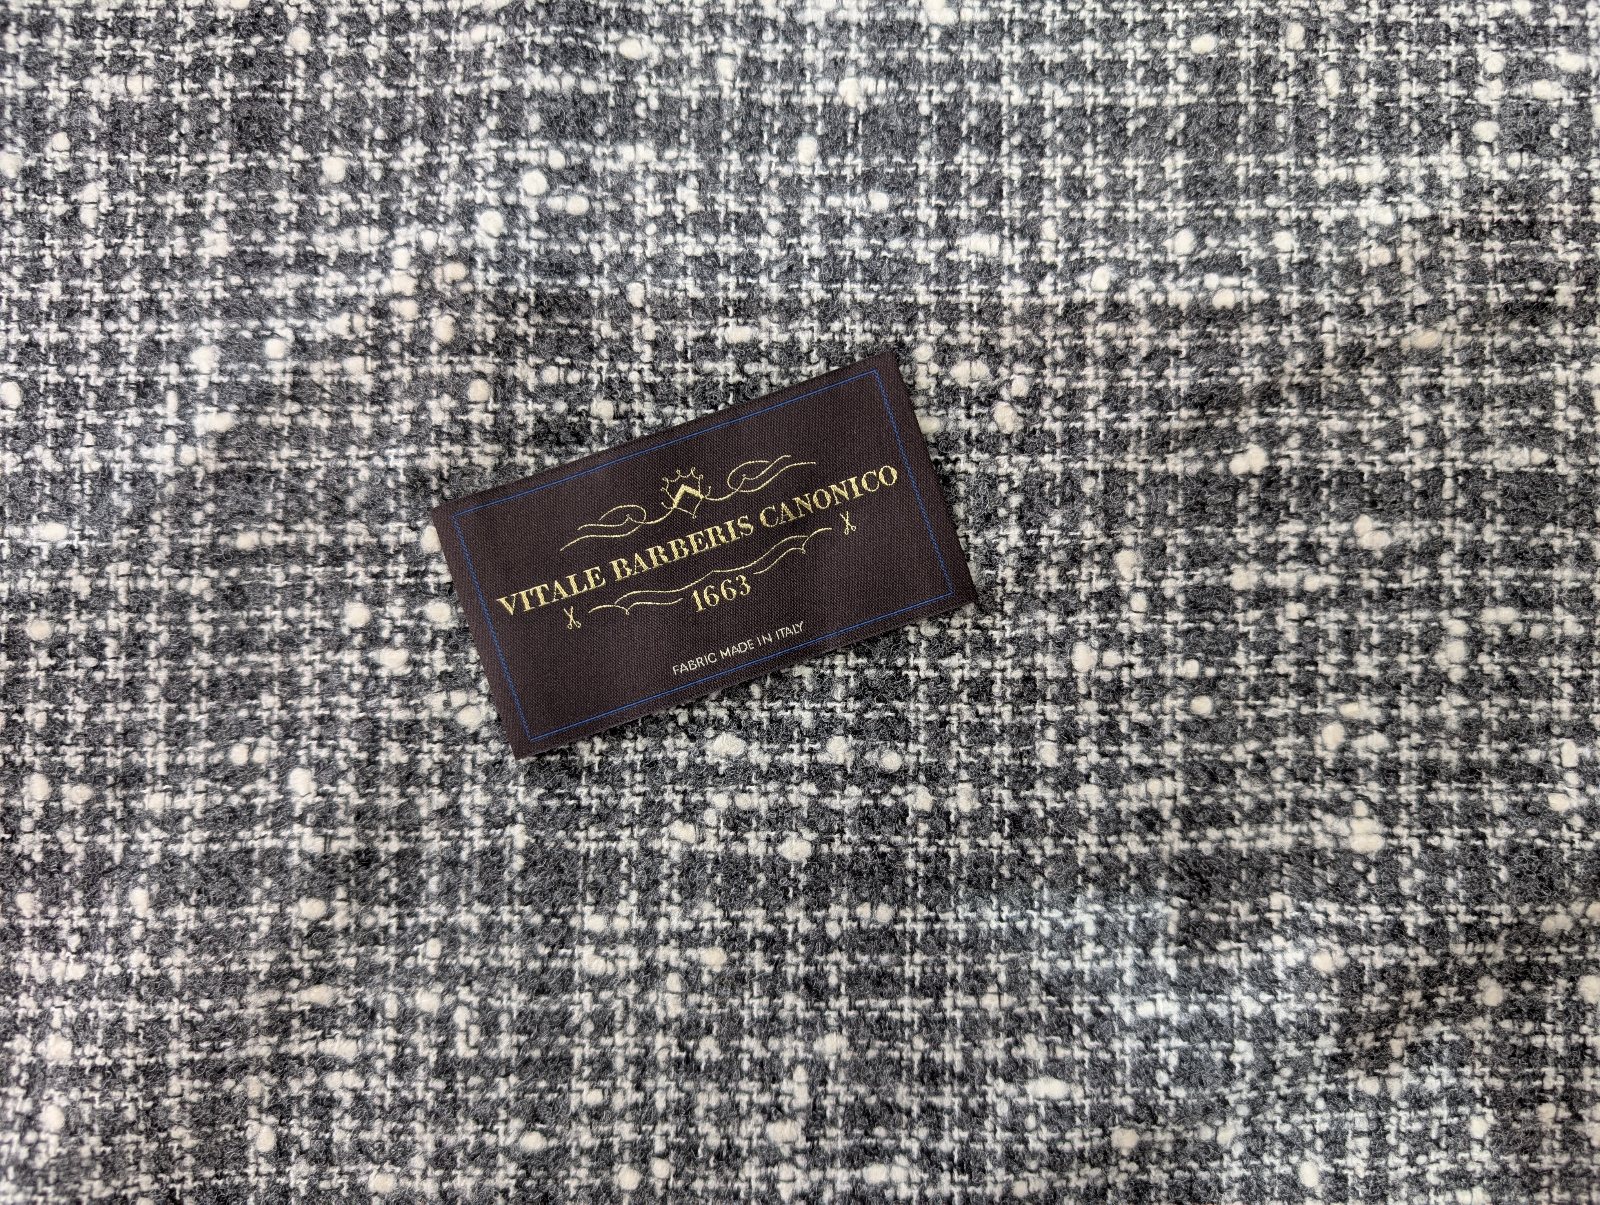 VITALE BARBERIS CANONICO
1663
FABRIC MADE IN ITALY